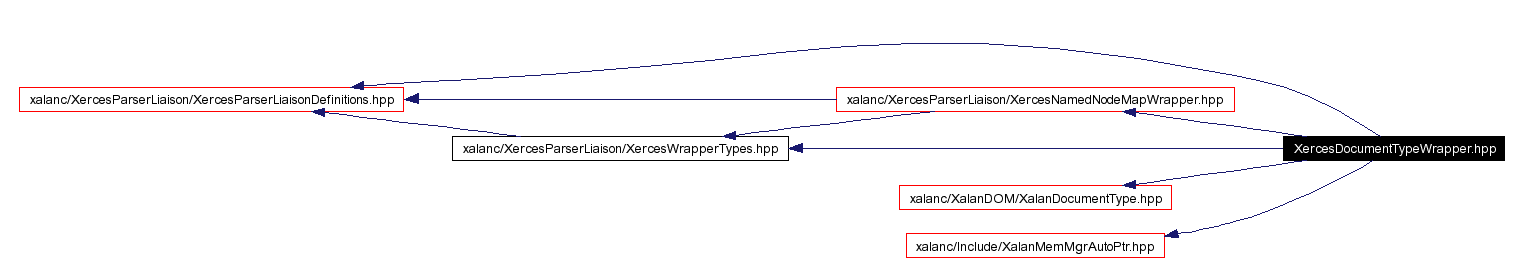 xalanc/XercesParserLiaison/XercesParserLiaisonDefinitions.hpp
xalanc/XercesParserLiaison/XercesNamedNodeMapWrapper.hpp
xalanc/XercesParserLiaison/XercesWrapperTypes.hpp
XercesDocumentTypeWrapper.hpp
xalanc/XalanDOM/XalanDocumentType.hpp
xalanc/Include/XalanMemMgrAutoPtr.hpp